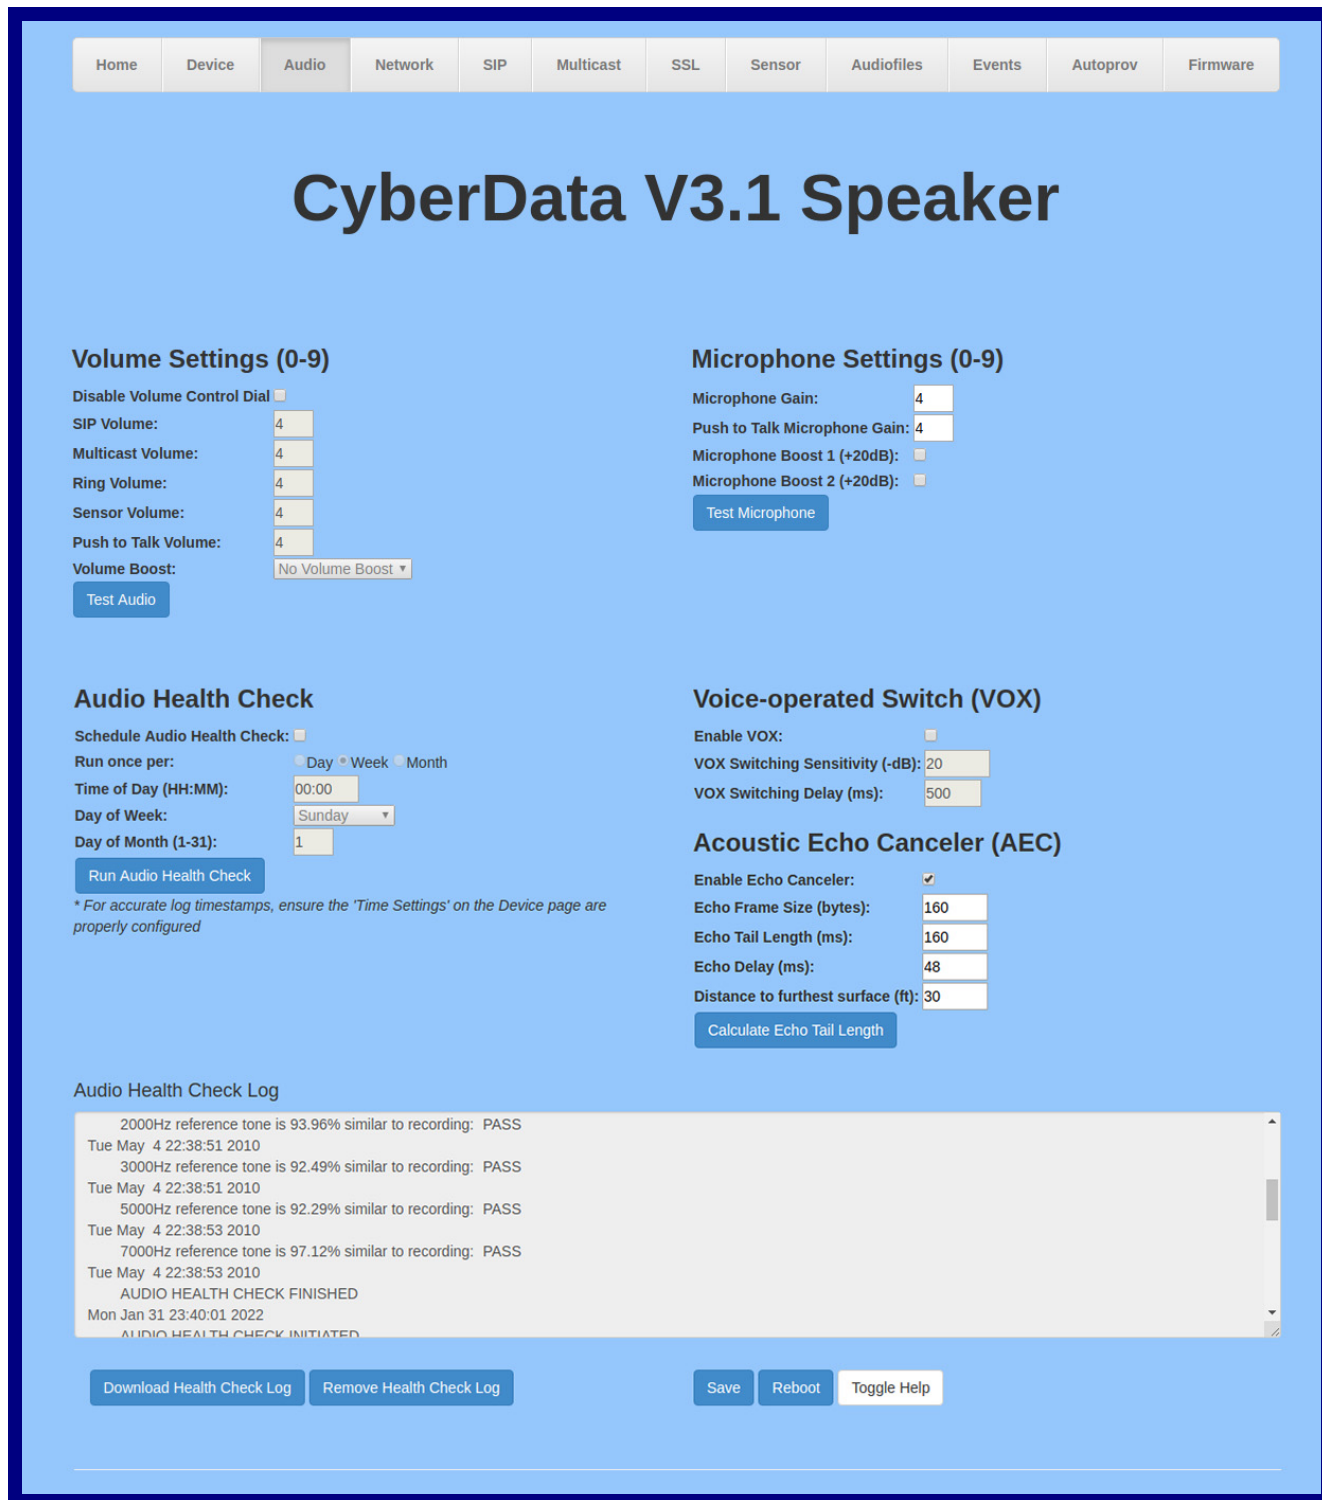 Home Device Audio Network SIP Multicast SSL Sensor Audiofiles Events Autoprov Firmware
CyberData V3.1 Speaker
Volume Settings (0-9)
Disable Volume Control Dial
SIP Volume: 4
Multicast Volume: 4
Ring Volume: 4
Sensor Volume: 4
Push to Talk Volume: 4
Volume Boost: No Volume Boost
Test Audio
Microphone Settings (0-9)
Microphone Gain: 4
Push to Talk Microphone Gain: 4
Microphone Boost 1 (+20dB):
Microphone Boost 2 (+20dB):
Test Microphone
Audio Health Check
Schedule Audio Health Check:
Run once per: Day Week Month
Time of Day (HH:MM): 00:00
Day of Week: Sunday
Day of Month (1-31): 1
Run Audio Health Check
* For accurate log timestamps, ensure the 'Time Settings' on the Device page are
properly configured
Voice-operated Switch (VOX)
Enable VOX:
VOX Switching Sensitivity (-dB): 20
VOX Switching Delay (ms): 500
Acoustic Echo Canceler (AEC)
Enable Echo Canceler:
Echo Frame Size (bytes): 160
Echo Tail Length (ms): 160
Echo Delay (ms): 48
Distance to furthest surface (ft): 30
Calculate Echo Tail Length
Audio Health Check Log
2000Hz reference tone is 93.96% similar to recording: PASS
Tue May 4 22:38:51 2010
3000Hz reference tone is 92.49% similar to recording: PASS
Tue May 4 22:38:51 2010
5000Hz reference tone is 92.29% similar to recording: PASS
Tue May 4 22:38:53 2010
7000Hz reference tone is 97.12% similar to recording: PASS
Tue May 4 22:38:53 2010
AUDIO HEALTH CHECK FINISHED
Mon Jan 31 23:40:01 2022
AUDIO HEALTH CHECK INITIATED
Download Health Check Log Remove Health Check Log Save Reboot Toggle Help